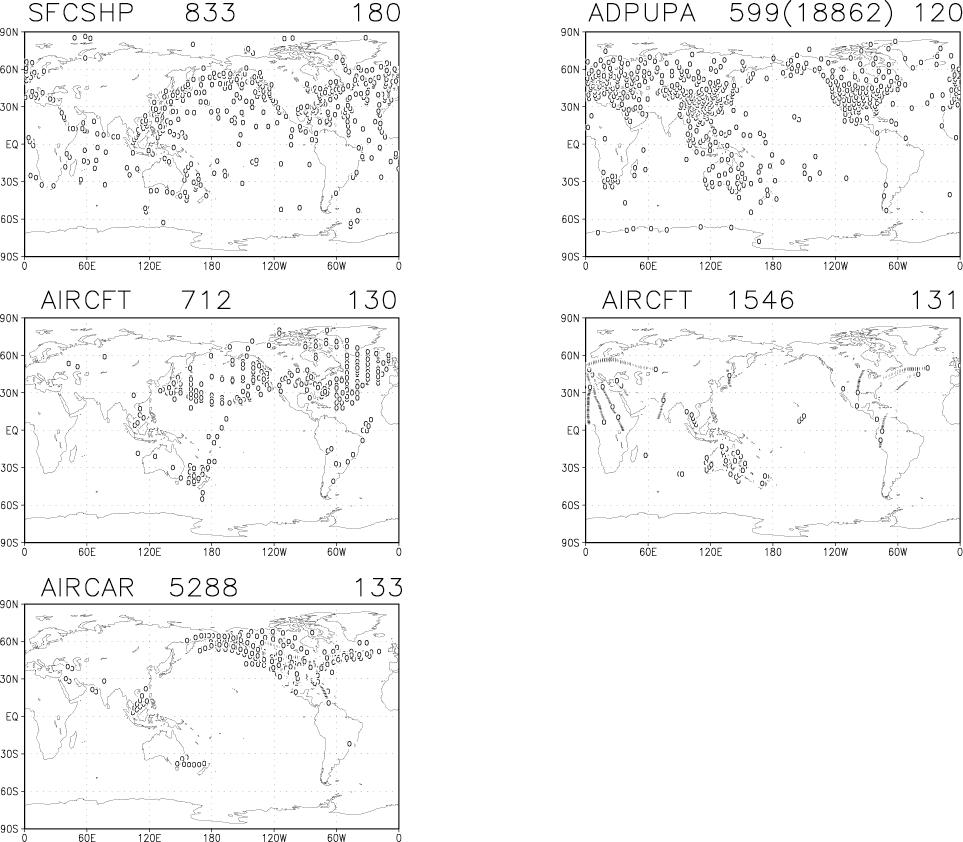 SFCSHP 833 180
90N
60N
30N
EQ
30S
60S
90S
0 60E 120E 180 120W 60W 0
ADPUPA 599(18862) 120
90N
60N
30N
EQ
30S
60S
90S
0 60E 120E 180 120W 60W 0
AIRCFT 712 130
90N
60N
30N
EQ
30S
60S
90S
0 60E 120E 180 120W 60W 0
AIRCFT 1546 131
90N
60N
30N
EQ
30S
60S
90S
0 60E 120E 180 120W 60W 0
AIRCAR 5288 133
90N
60N
30N
EQ
30S
60S
90S
0 60E 120E 180 120W 60W 0